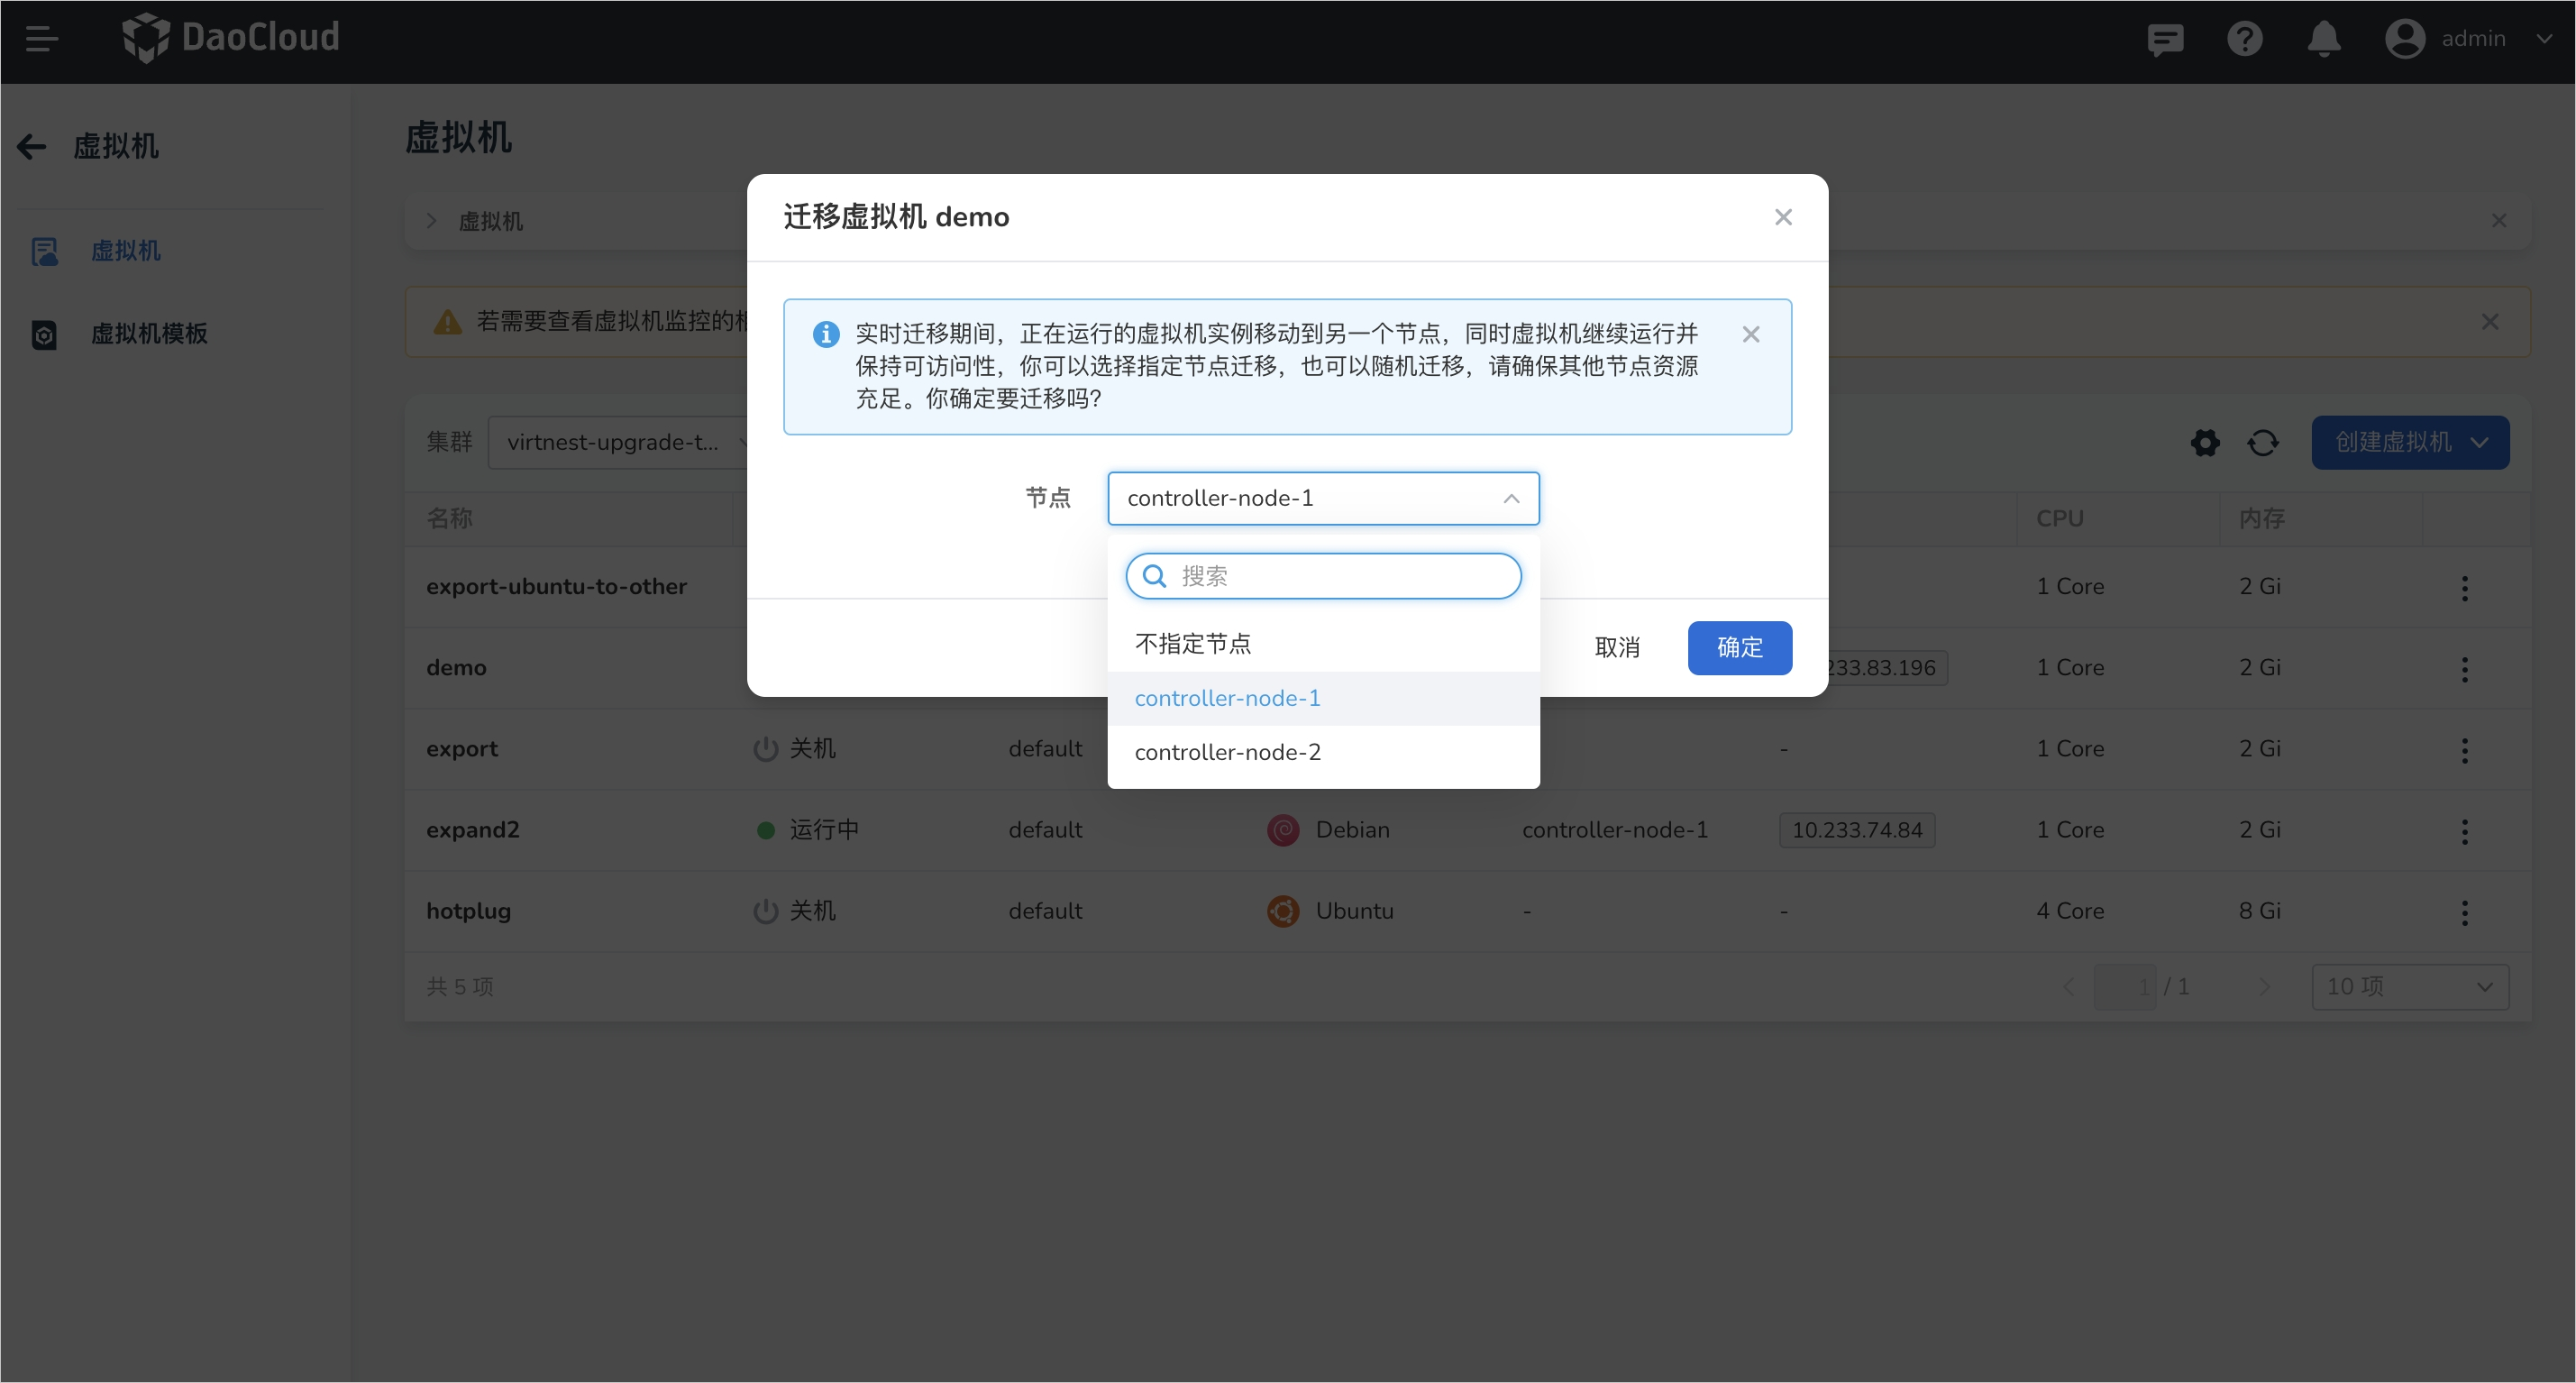 DaoCloud
admin
虚拟机
虚拟机
虚拟机模板
虚拟机
虚拟机
若需要查看虚拟机监控的
集群
virtnest-upgrade-t...
创建虚拟机
名称
CPU
内存
export-ubuntu-to-other
1 Core
2 Gi
demo
233.83.196
1 Core
2 Gi
export
关机
default
-
1 Core
2 Gi
expand2
运行中
default
Debian
controller-node-1
10.233.74.84
1 Core
2 Gi
hotplug
关机
default
Ubuntu
-
-
4 Core
8 Gi
共 5 项
1 / 1
10 项
迁移虚拟机 demo
实时迁移期间，正在运行的虚拟机实例移动到另一个节点，同时虚拟机继续运行并
保持可访问性，你可以选择指定节点迁移，也可以随机迁移，请确保其他节点资源
充足。你确定要迁移吗?
节点
controller-node-1
搜索
不指定节点
controller-node-1
controller-node-2
取消
确定